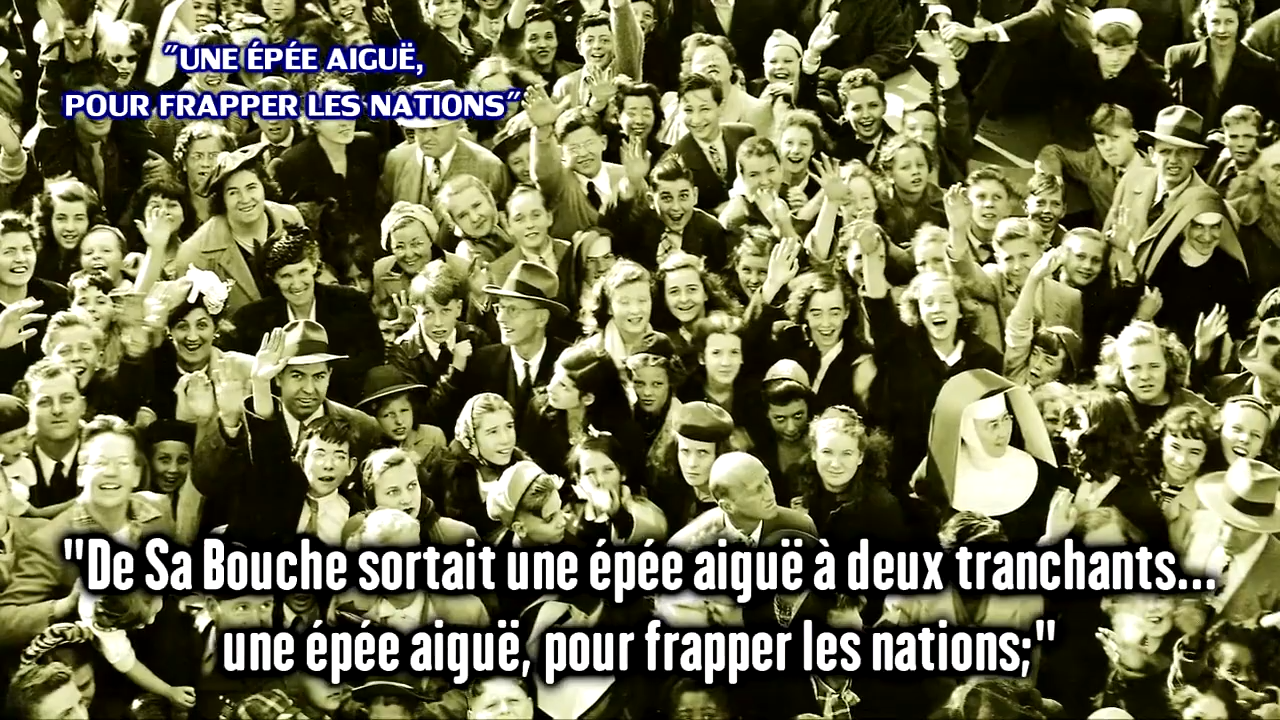 "UNE ÉPÉE AIGUË,
POUR FRAPPER LES NATIONS"
"De Sa Bouche sortait une épée aiguë à deux tranchants...
une épée aiguë, pour frapper les nations;"